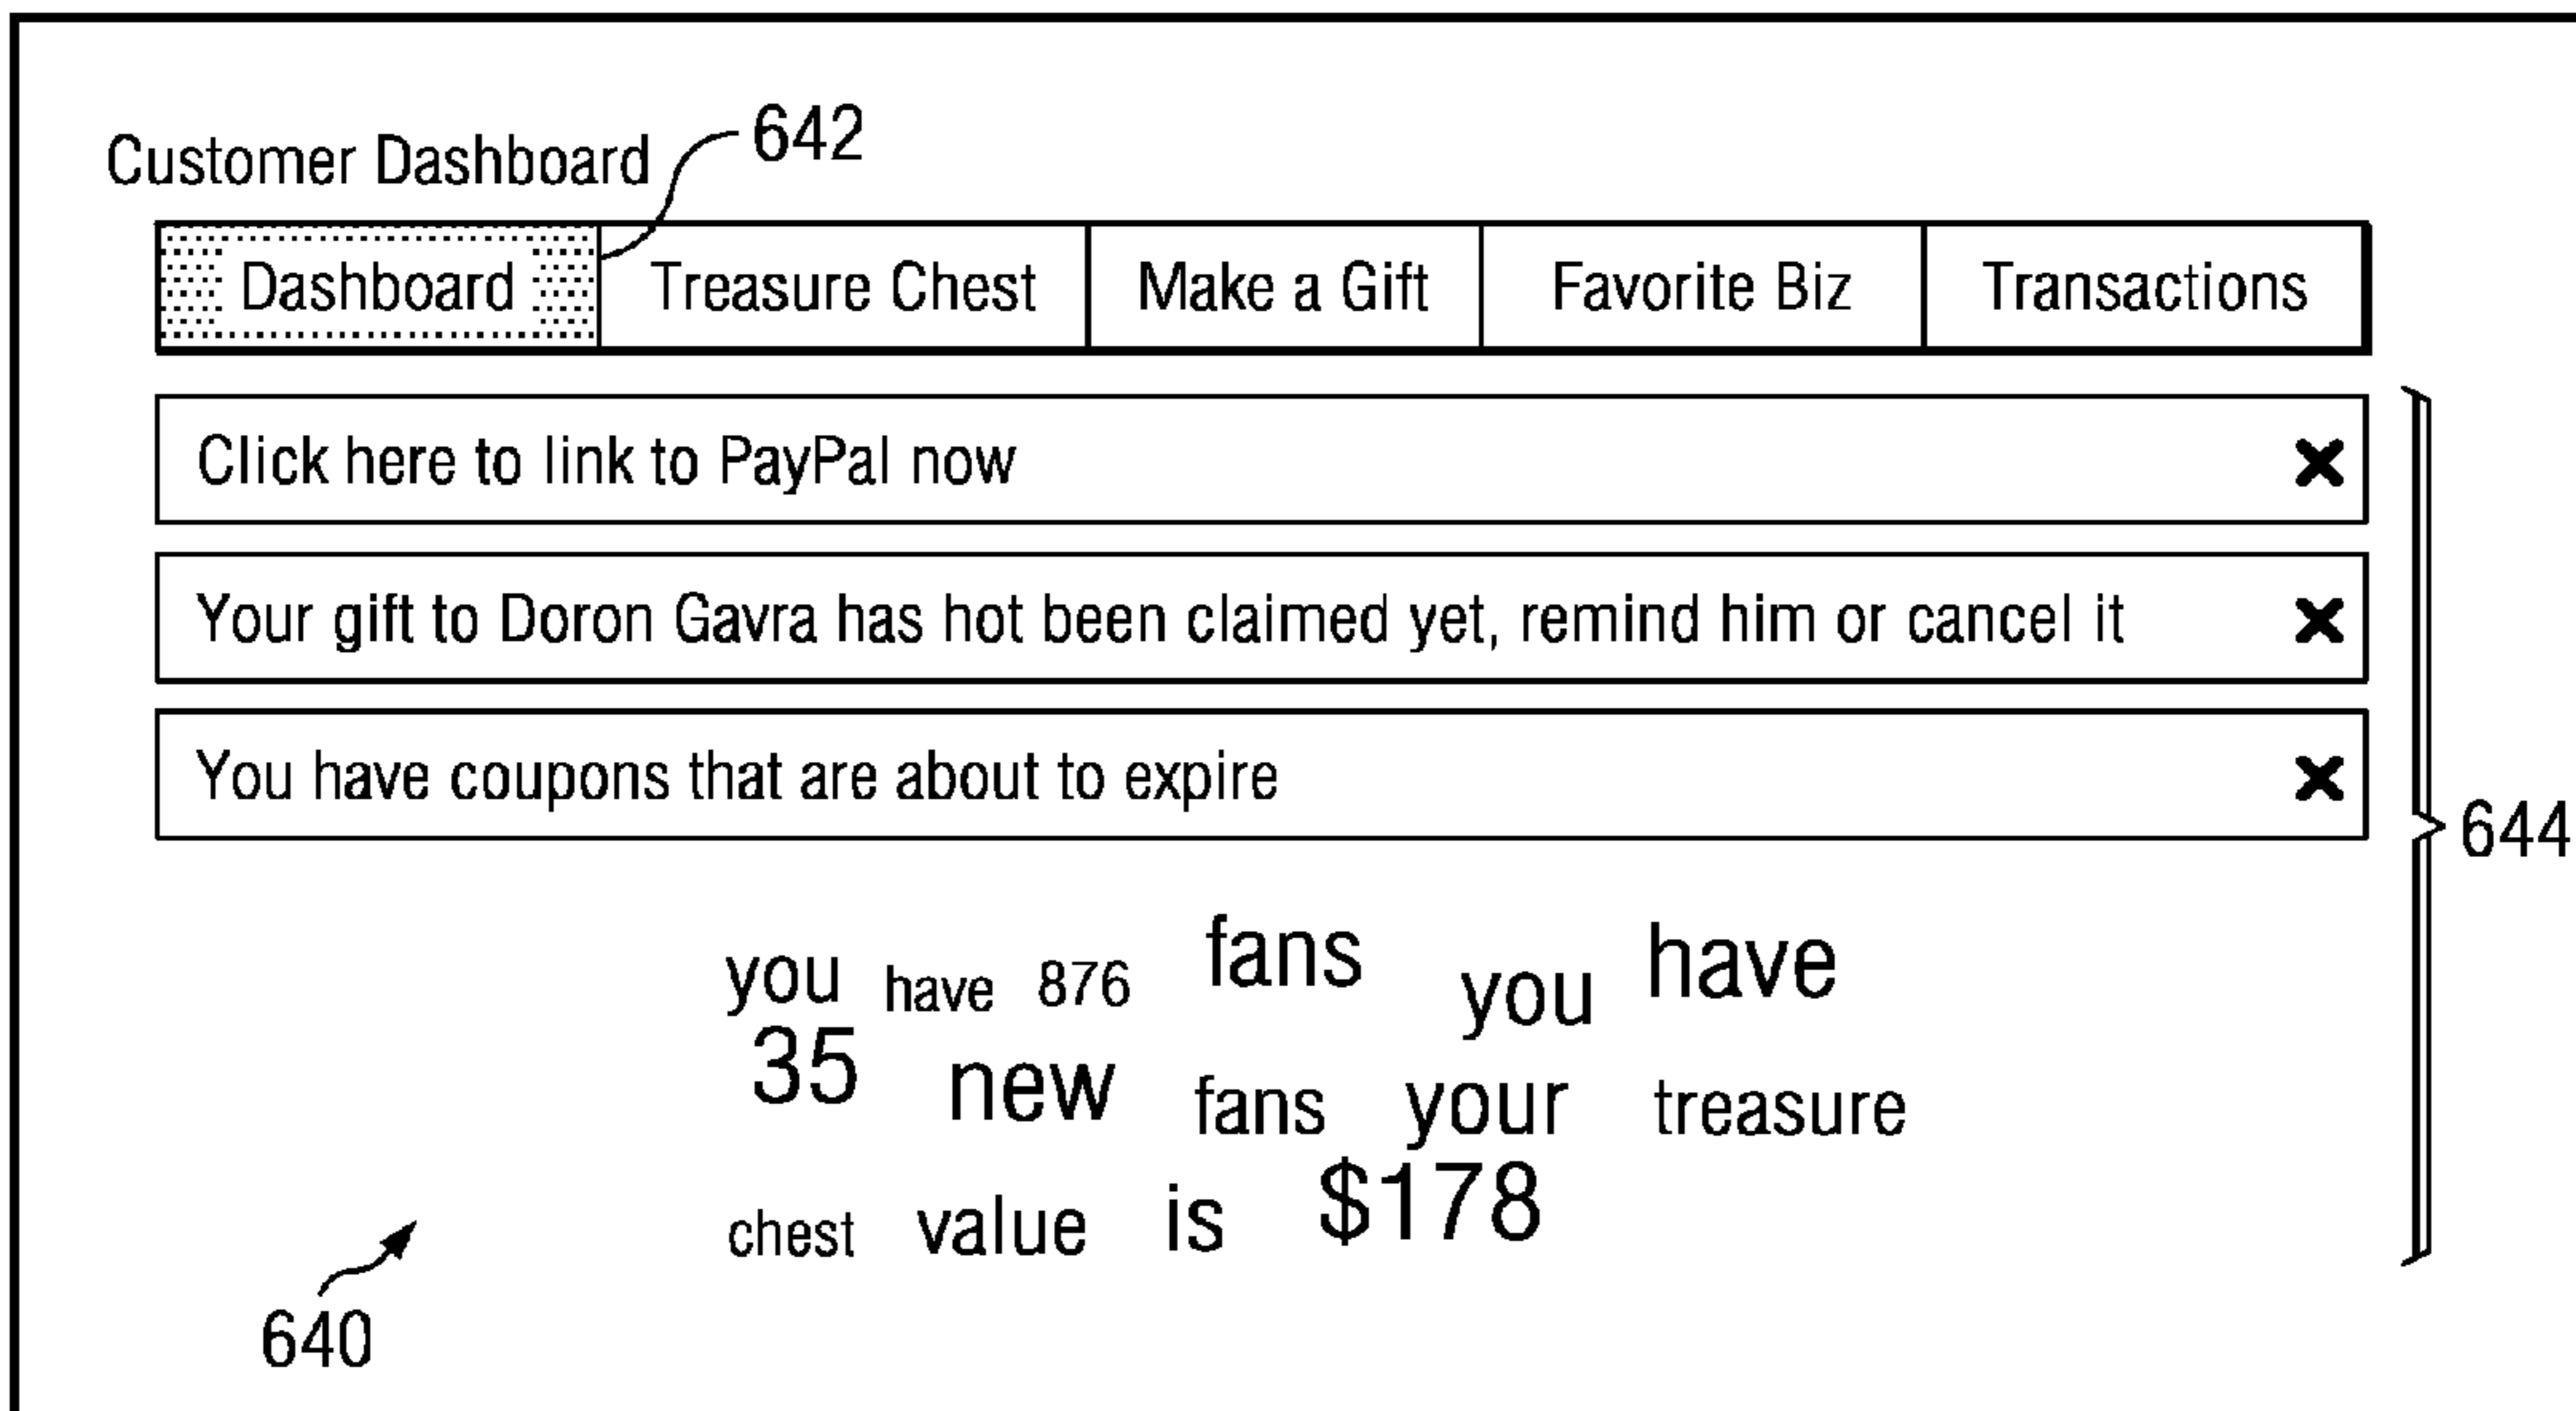 Customer Dashboard 642
Dashboard Treasure Chest Make a Gift Favorite Biz Transactions
Click here to link to PayPal now ×
Your gift to Doron Gavra has hot been claimed yet, remind him or cancel it ×
You have coupons that are about to expire ×
644
you have 876 fans you have
35 new fans your treasure
chest value is $178
640